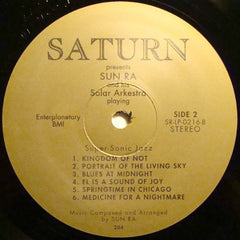 SATURN
presents
SUN RA
and his
Solar Arkestra
playing
Enterplanetary
BMI
SIDE 2
SR-LP-0216-B
STEREO
Super-Sonic Jazz
1. KINGDOM OF NOT
2. PORTRAIT OF THE LIVING SKY
3. BLUES AT MIDNIGHT
4. EL IS A SOUND OF JOY
5. SPRINGTIME IN CHICAGO
6. MEDICINE FOR A NIGHTMARE
Music Composed and Arranged
by SUN RA
204